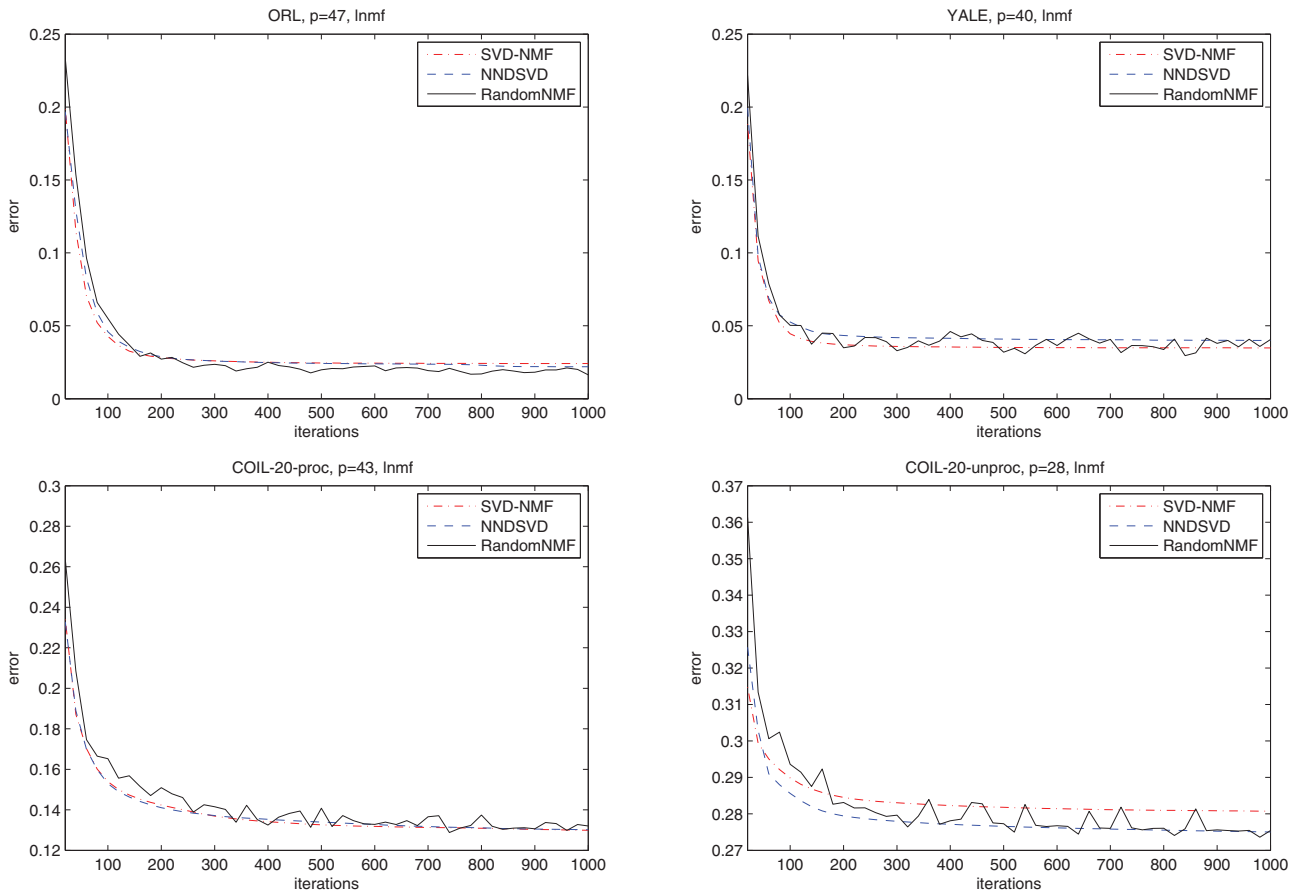 ORL, p=47, lnmf
0.25
0.2
0.15
0.1
0.05
0
error
100 200 300 400 500 600 700 800 900 1000
iterations
SVD-NMF
NNDSVD
RandomNMF
YALE, p=40, lnmf
0.25
0.2
0.15
0.1
0.05
0
error
100 200 300 400 500 600 700 800 900 1000
iterations
SVD-NMF
NNDSVD
RandomNMF
COIL-20-proc, p=43, lnmf
0.3
0.28
0.26
0.24
0.22
0.2
0.18
0.16
0.14
0.12
error
100 200 300 400 500 600 700 800 900 1000
iterations
SVD-NMF
NNDSVD
RandomNMF
COIL-20-unproc, p=28, lnmf
0.37
0.36
0.35
0.34
0.33
0.32
0.31
0.3
0.29
0.28
0.27
error
100 200 300 400 500 600 700 800 900 1000
iterations
SVD-NMF
NNDSVD
RandomNMF